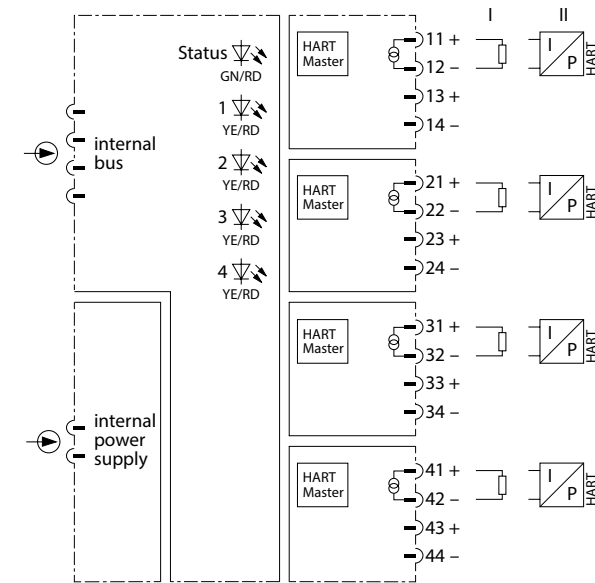 I II
Status
GN/RD
1
YE/RD
2
YE/RD
3
YE/RD
4
YE/RD
internal
bus
internal
power
supply
HART
Master
11 +
12 –
13 +
14 –
I
P
HART
HART
Master
21 +
22 –
23 +
24 –
I
P
HART
HART
Master
31 +
32 –
33 +
34 –
I
P
HART
HART
Master
41 +
42 –
43 +
44 –
I
P
HART